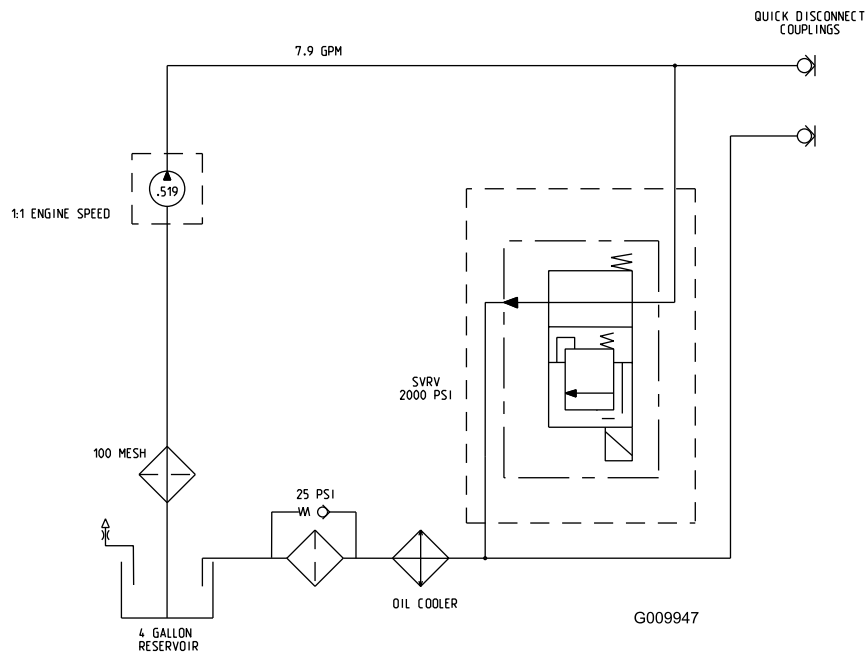 QUICK DISCONNECT
COUPLINGS
7.9 GPM
.519
1:1 ENGINE SPEED
SVRV
2000 PSI
100 MESH
25 PSI
OIL COOLER
G009947
4 GALLON
RESERVOIR